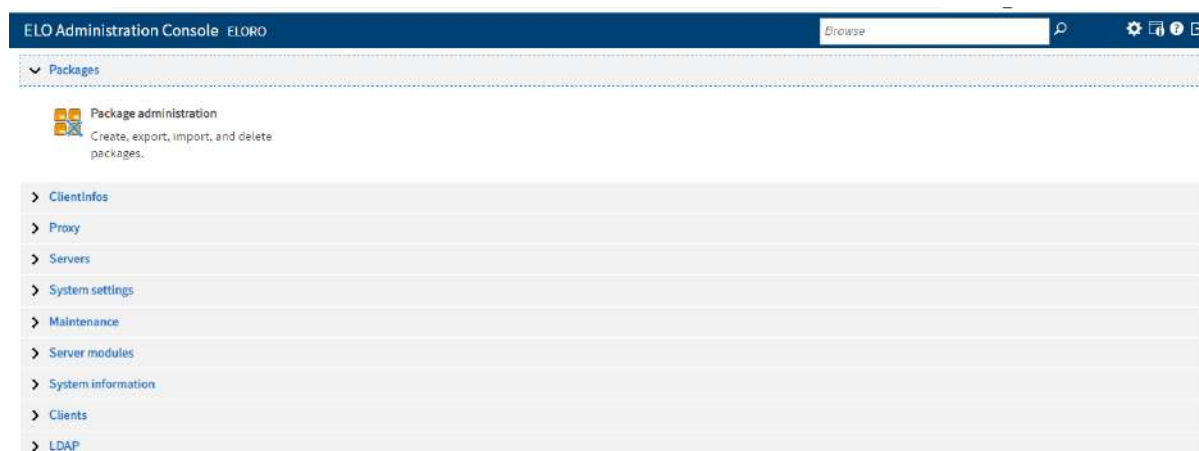 ELO Administration Console ELORO
Browse
Packages
Package administration
Create, export, import, and delete
packages.
ClientInfos
Proxy
Servers
System settings
Maintenance
Server modules
System information
Clients
LDAP